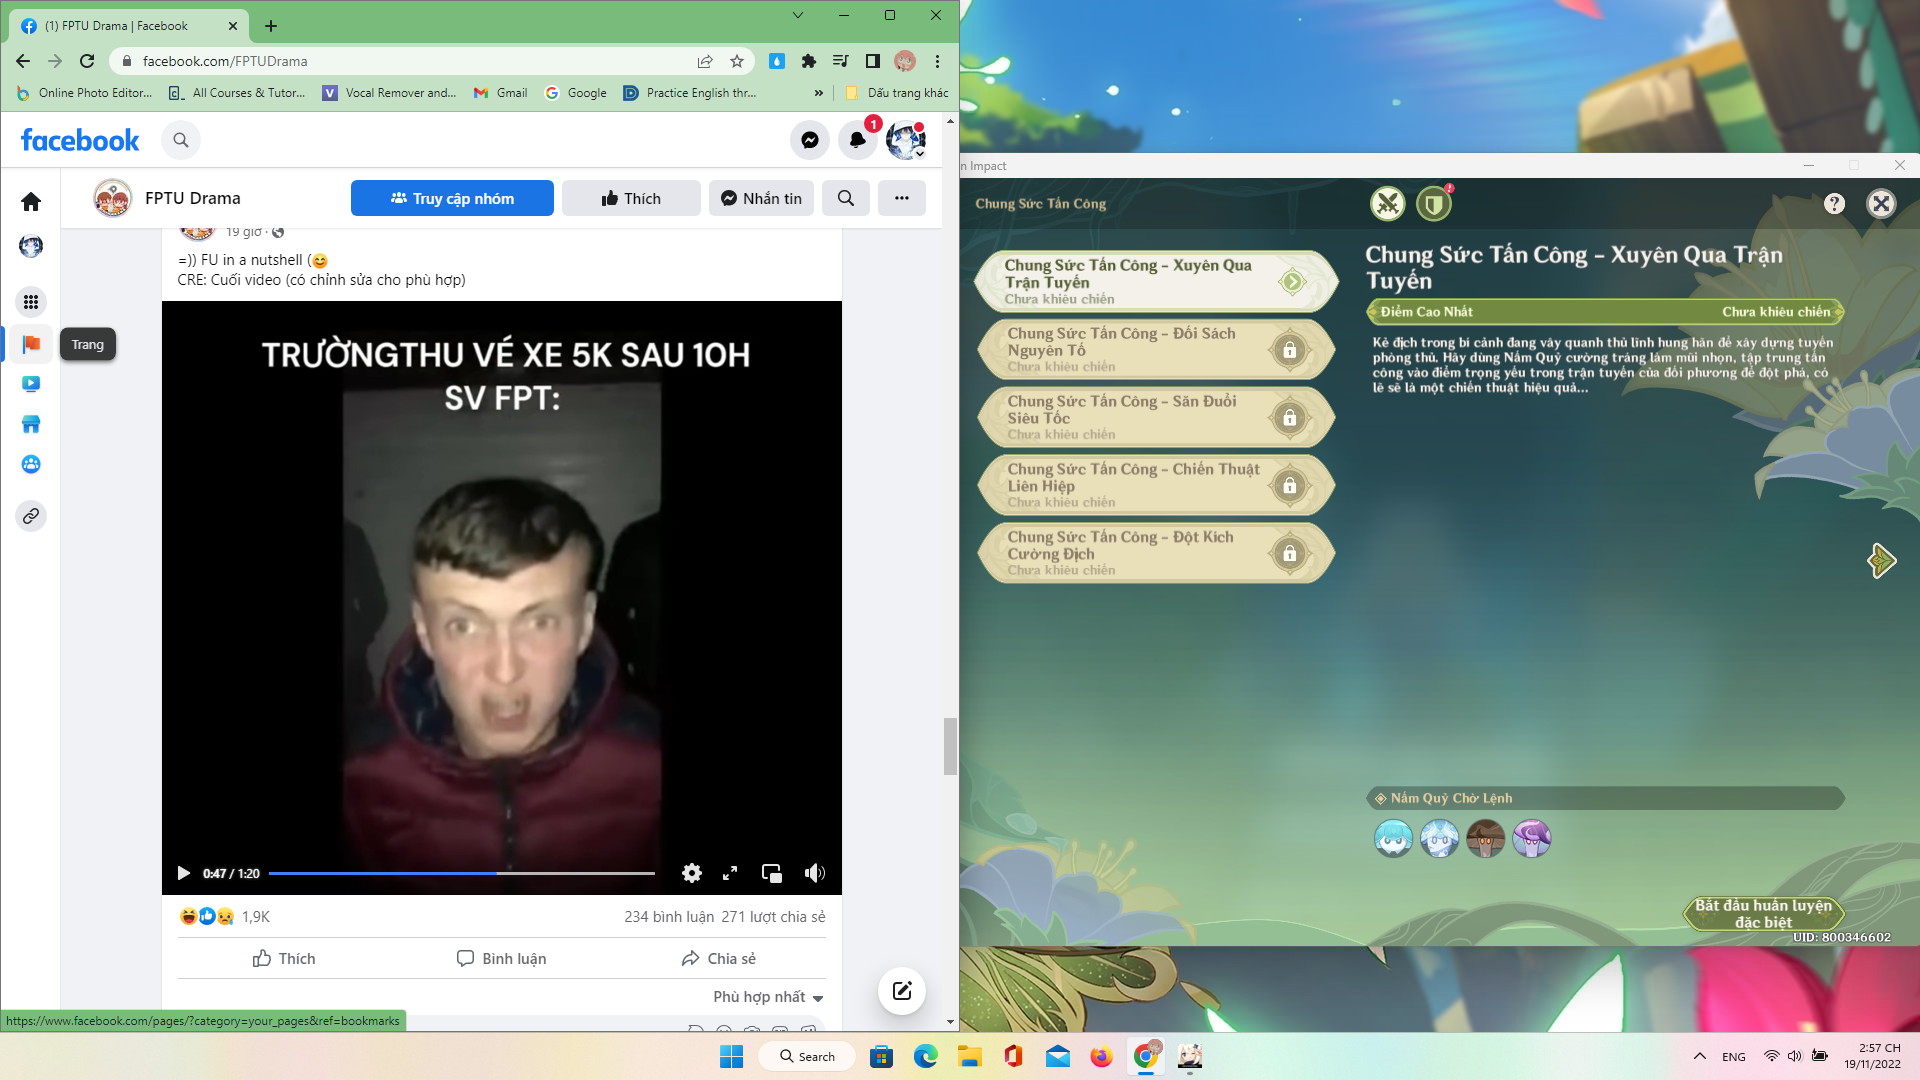 (1) FPTU Drama | Facebook
facebook.com/FPTUDrama
Online Photo Editor...
All Courses & Tutor...
Vocal Remover and...
Gmail
Google
Practice English thr...
»
Dấu trang khác
facebook
1
FPTU Drama
Truy cập nhóm
Thích
Nhắn tin
19 giờ ·
=)) FU in a nutshell (😊
CRE: Cuối video (có chỉnh sửa cho phù hợp)
Trang
TRƯỜNGTHU VÉ XE 5K SAU 10H
SV FPT:
0:47 / 1:20
1,9K
234 bình luận 271 lượt chia sẻ
Thích
Bình luận
Chia sẻ
Phù hợp nhất
https://www.facebook.com/pages/?category=your_pages&ref=bookmarks
n Impact
Chung Sức Tấn Công
Chung Sức Tấn Công - Xuyên Qua
Trận Tuyến
Chưa khiêu chiến
Chung Sức Tấn Công - Đối Sách
Nguyên Tố
Chưa khiêu chiến
Chung Sức Tấn Công - Săn Đuổi
Siêu Tốc
Chưa khiêu chiến
Chung Sức Tấn Công - Chiến Thuật
Liên Hiệp
Chưa khiêu chiến
Chung Sức Tấn Công - Đột Kích
Cường Địch
Chưa khiêu chiến
Chung Sức Tấn Công - Xuyên Qua Trận
Tuyến
Điểm Cao Nhất
Chưa khiêu chiến
Kẻ địch trong bí cảnh đang vây quanh thủ lĩnh hung hãn để xây dựng tuyến
phòng thủ. Hãy dùng Nấm Quỷ cường tráng làm mũi nhọn, tập trung tấn
công vào điểm trọng yếu trong trận tuyến của đối phương để đột phá, có
lẽ sẽ là một chiến thuật hiệu quả...
Nấm Quỷ Chờ Lệnh
Bắt đầu huấn luyện
đặc biệt
UID: 800346602
Search
ENG
2:57 CH
19/11/2022